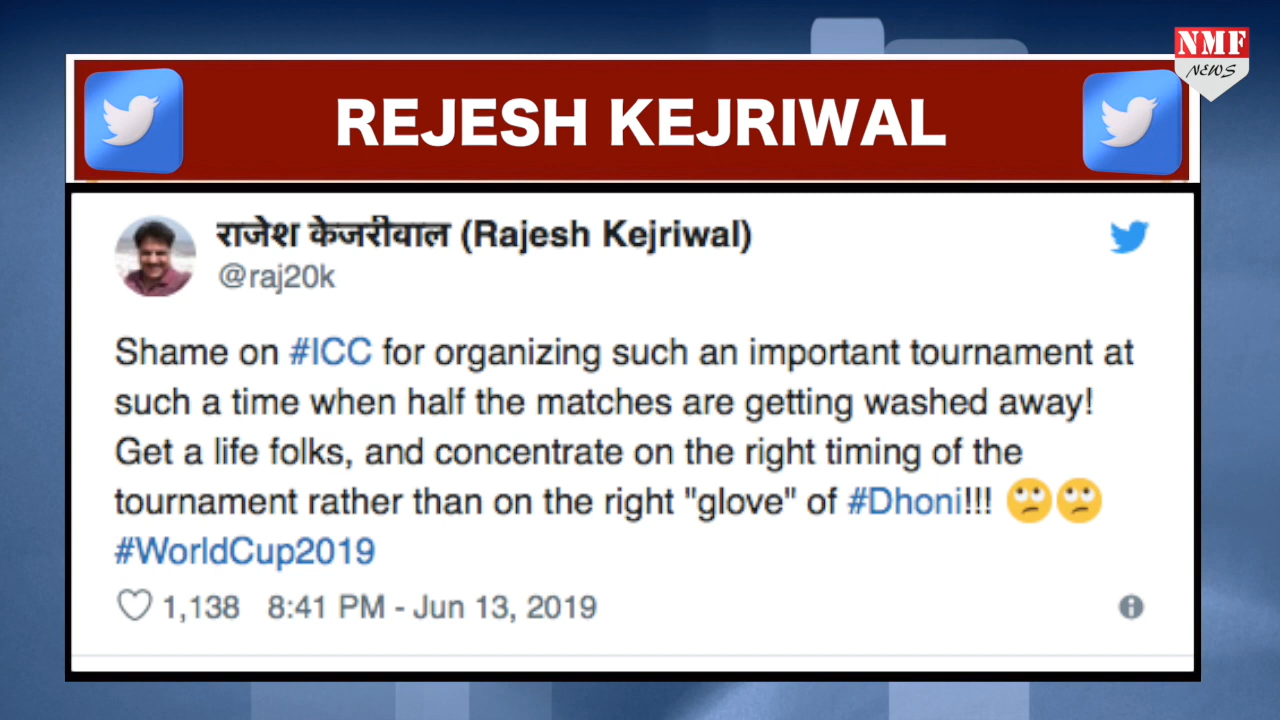 NMF
NEWS
REJESH KEJRIWAL
राजेश केजरीवाल (Rajesh Kejriwal)
@raj20k
Shame on #ICC for organizing such an important tournament at
such a time when half the matches are getting washed away!
Get a life folks, and concentrate on the right timing of the
tournament rather than on the right "glove" of #Dhoni!!! 🙄🙄
#WorldCup2019
1,138 8:41 PM - Jun 13, 2019